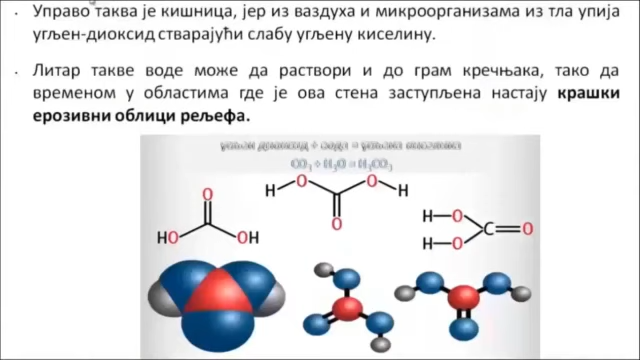 Управо таква је кишница, јер из ваздуха и микроорганизама из тла упија
угљен-диоксид стварајући слабу угљену киселину.
Литар такве воде може да раствори и до грам кречњака, тако да
временом у областима где је ова стена заступљена настају крашки
ерозивни облици рељефа.
угљен диоксид + вода = угљена киселина
CO₂ + H₂O = H₂CO₃
H O O H
O
O
HO OH
H O
C O
H O